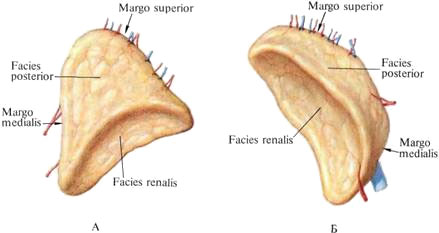 Margo superior
Facies
posterior
Margo
medialis
Facies renalis
А
Margo superior
Facies
posterior
Facies renalis
Margo
medialis
Б